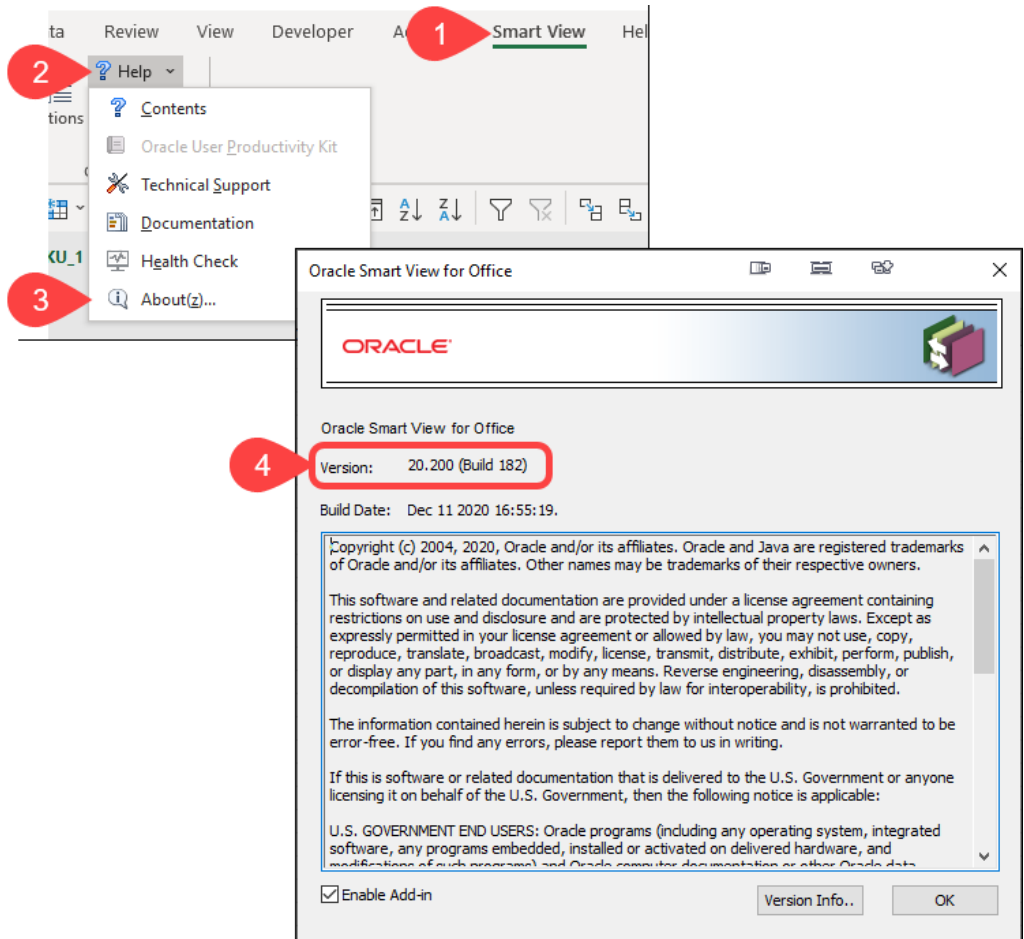 ta Review View Developer A Smart View Hel
1
2
? Help
tions
? Contents
Oracle User Productivity Kit
Technical Support
Documentation
Health Check
3
About(z)...
KU_1
Oracle Smart View for Office
ORACLE
Oracle Smart View for Office
4
Version: 20.200 (Build 182)
Build Date: Dec 11 2020 16:55:19.
Copyright (c) 2004, 2020, Oracle and/or its affiliates. Oracle and Java are registered trademarks
of Oracle and/or its affiliates. Other names may be trademarks of their respective owners.
This software and related documentation are provided under a license agreement containing
restrictions on use and disclosure and are protected by intellectual property laws. Except as
expressly permitted in your license agreement or allowed by law, you may not use, copy,
reproduce, translate, broadcast, modify, license, transmit, distribute, exhibit, perform, publish,
or display any part, in any form, or by any means. Reverse engineering, disassembly, or
decompilation of this software, unless required by law for interoperability, is prohibited.
The information contained herein is subject to change without notice and is not warranted to be
error-free. If you find any errors, please report them to us in writing.
If this is software or related documentation that is delivered to the U.S. Government or anyone
licensing it on behalf of the U.S. Government, then the following notice is applicable:
U.S. GOVERNMENT END USERS: Oracle programs (including any operating system, integrated
software, any programs embedded, installed or activated on delivered hardware, and
modifications of such programs) and Oracle computer documentation or other Oracle data
Enable Add-in
Version Info..
OK